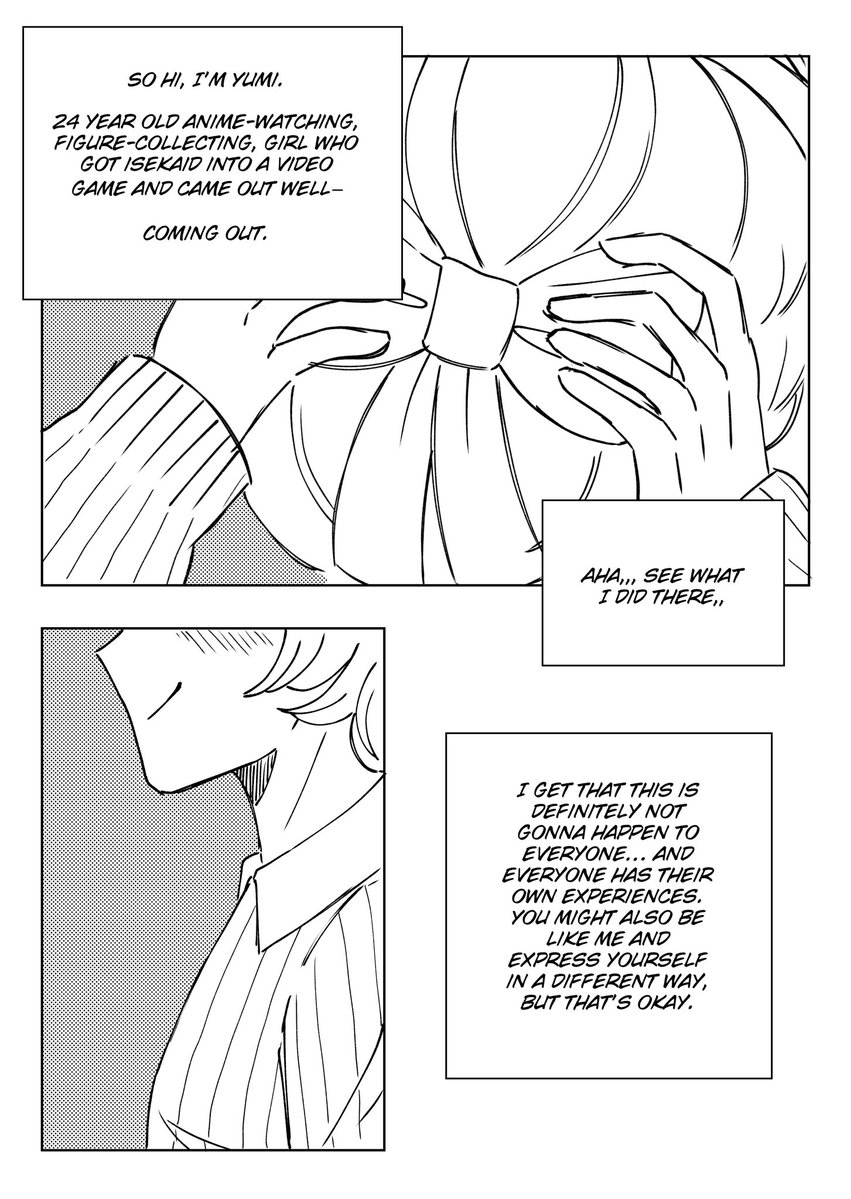 SO HI, I'M YUMI.
24 YEAR OLD ANIME-WATCHING,
FIGURE-COLLECTING, GIRL WHO
GOT ISEKAID INTO A VIDEO
GAME AND CAME OUT WELL–
COMING OUT.
AHA,,, SEE WHAT
I DID THERE,,
I GET THAT THIS IS
DEFINITELY NOT
GONNA HAPPEN TO
EVERYONE... AND
EVERYONE HAS THEIR
OWN EXPERIENCES.
YOU MIGHT ALSO BE
LIKE ME AND
EXPRESS YOURSELF
IN A DIFFERENT WAY,
BUT THAT'S OKAY.